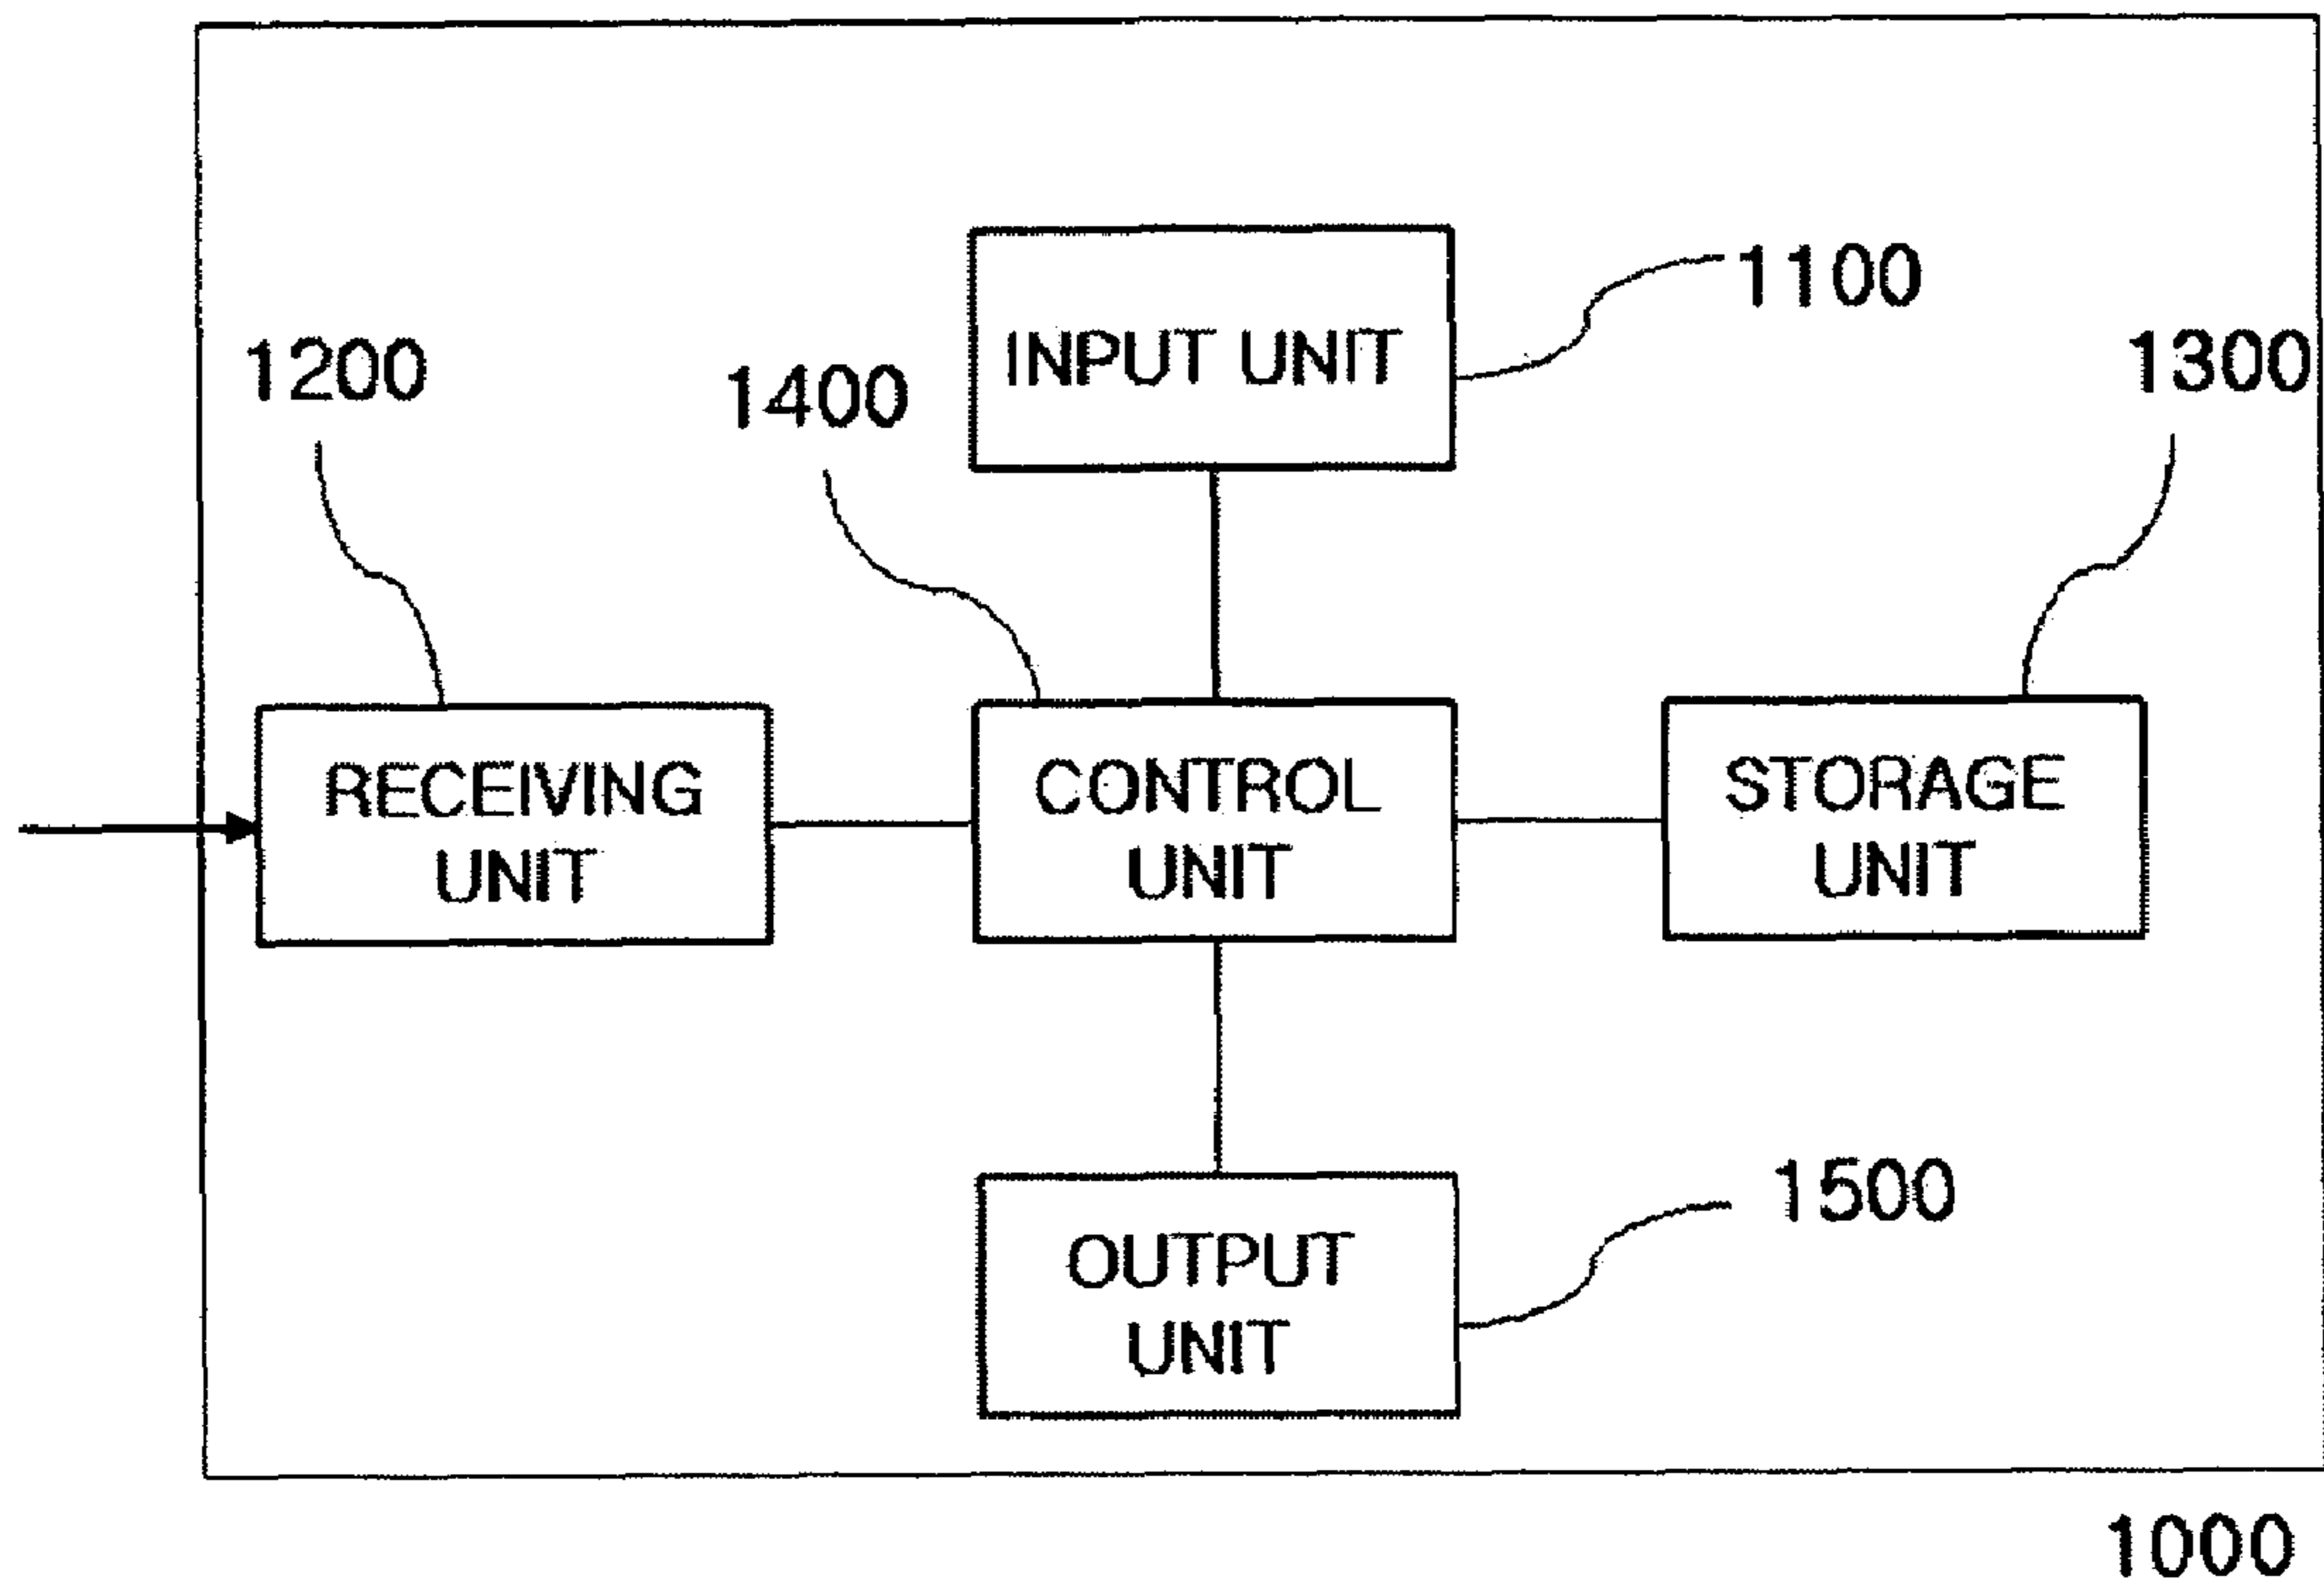 1100
INPUT UNIT
1200
1400
1300
RECEIVING
UNIT
CONTROL
UNIT
STORAGE
UNIT
1500
OUTPUT
UNIT
1000